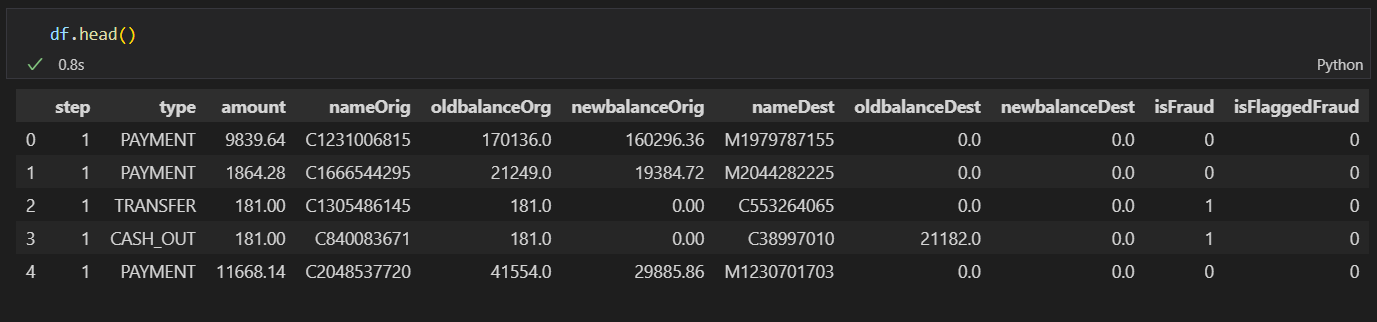 df.head()
0.8s
Python
step type amount nameOrig oldbalanceOrg newbalanceOrig nameDest oldbalanceDest newbalanceDest isFraud isFlaggedFraud
0 1 PAYMENT 9839.64 C1231006815 170136.0 160296.36 M1979787155 0.0 0.0 0 0
1 1 PAYMENT 1864.28 C1666544295 21249.0 19384.72 M2044282225 0.0 0.0 0 0
2 1 TRANSFER 181.00 C1305486145 181.0 0.00 C553264065 0.0 0.0 1 0
3 1 CASH_OUT 181.00 C840083671 181.0 0.00 C38997010 21182.0 0.0 1 0
4 1 PAYMENT 11668.14 C2048537720 41554.0 29885.86 M1230701703 0.0 0.0 0 0